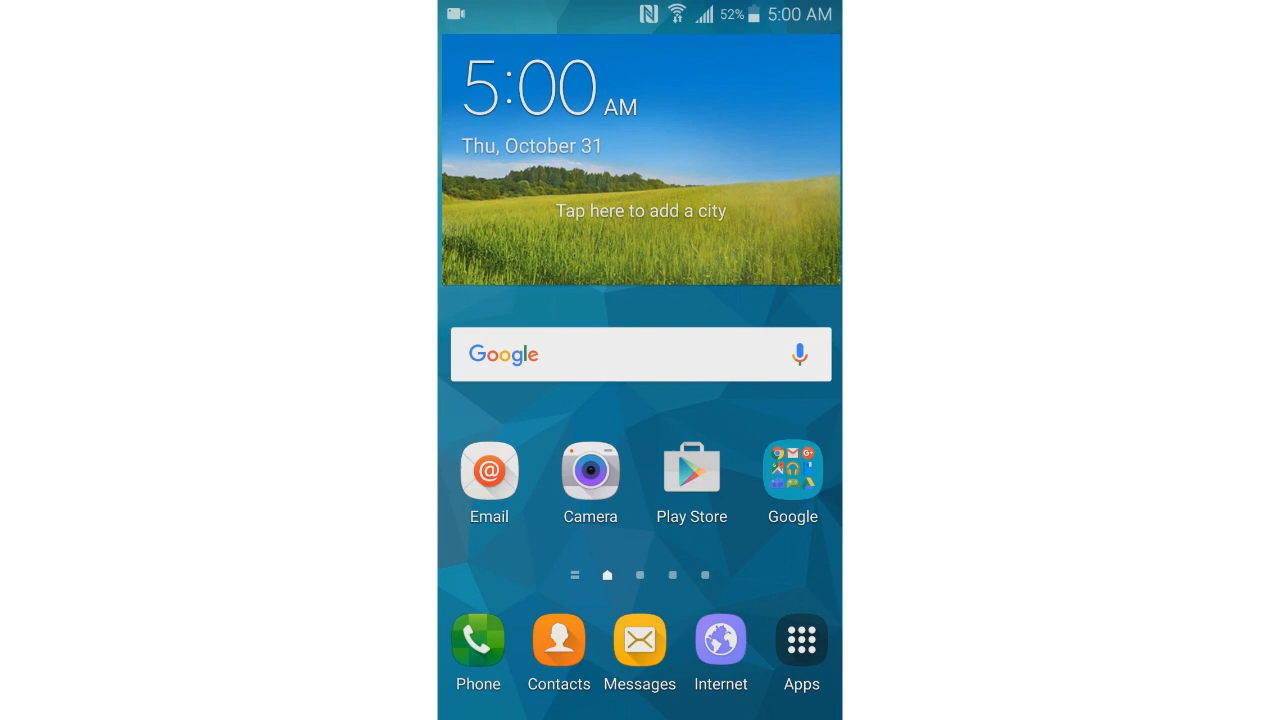 52% 5:00 AM
5:00 AM
Thu, October 31
Tap here to add a city
Google
Email Camera Play Store Google
Phone Contacts Messages Internet Apps